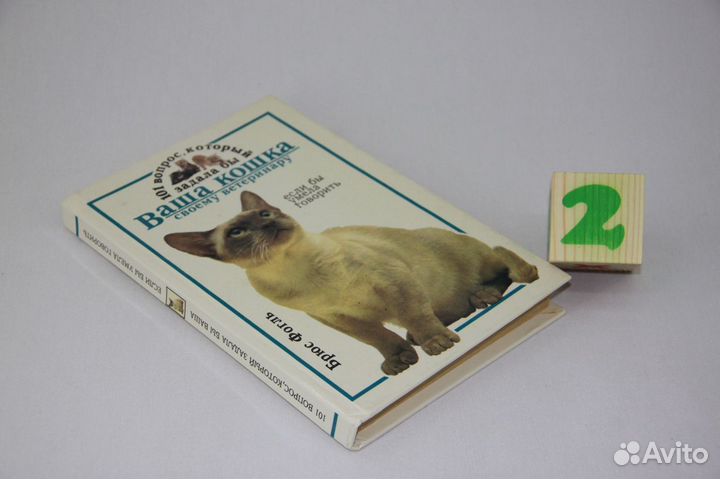 101 вопрос, который
задала бы
Ваша кошка
своему ветеринару
если бы
умела
говорить
Брюс Фогль
101 ВОПРОС, КОТОРЫЙ ЗАДАЛА БЫ ВАША
ЕСЛИ БЫ УМЕЛА ГОВОРИТЬ
2
Avito